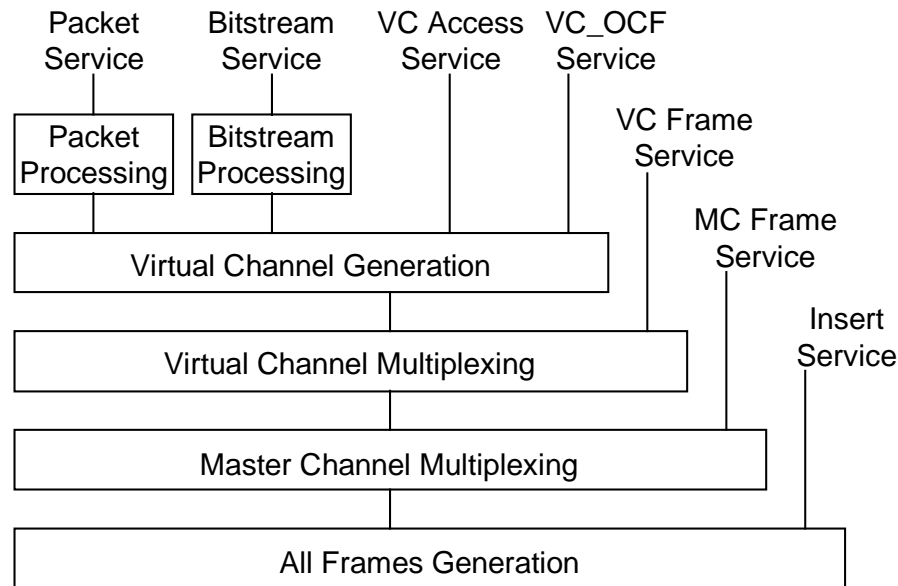 Packet
Service
Bitstream
Service
VC Access
Service
VC_OCF
Service
Packet
Processing
Bitstream
Processing
VC Frame
Service
MC Frame
Service
Virtual Channel Generation
Insert
Service
Virtual Channel Multiplexing
Master Channel Multiplexing
All Frames Generation